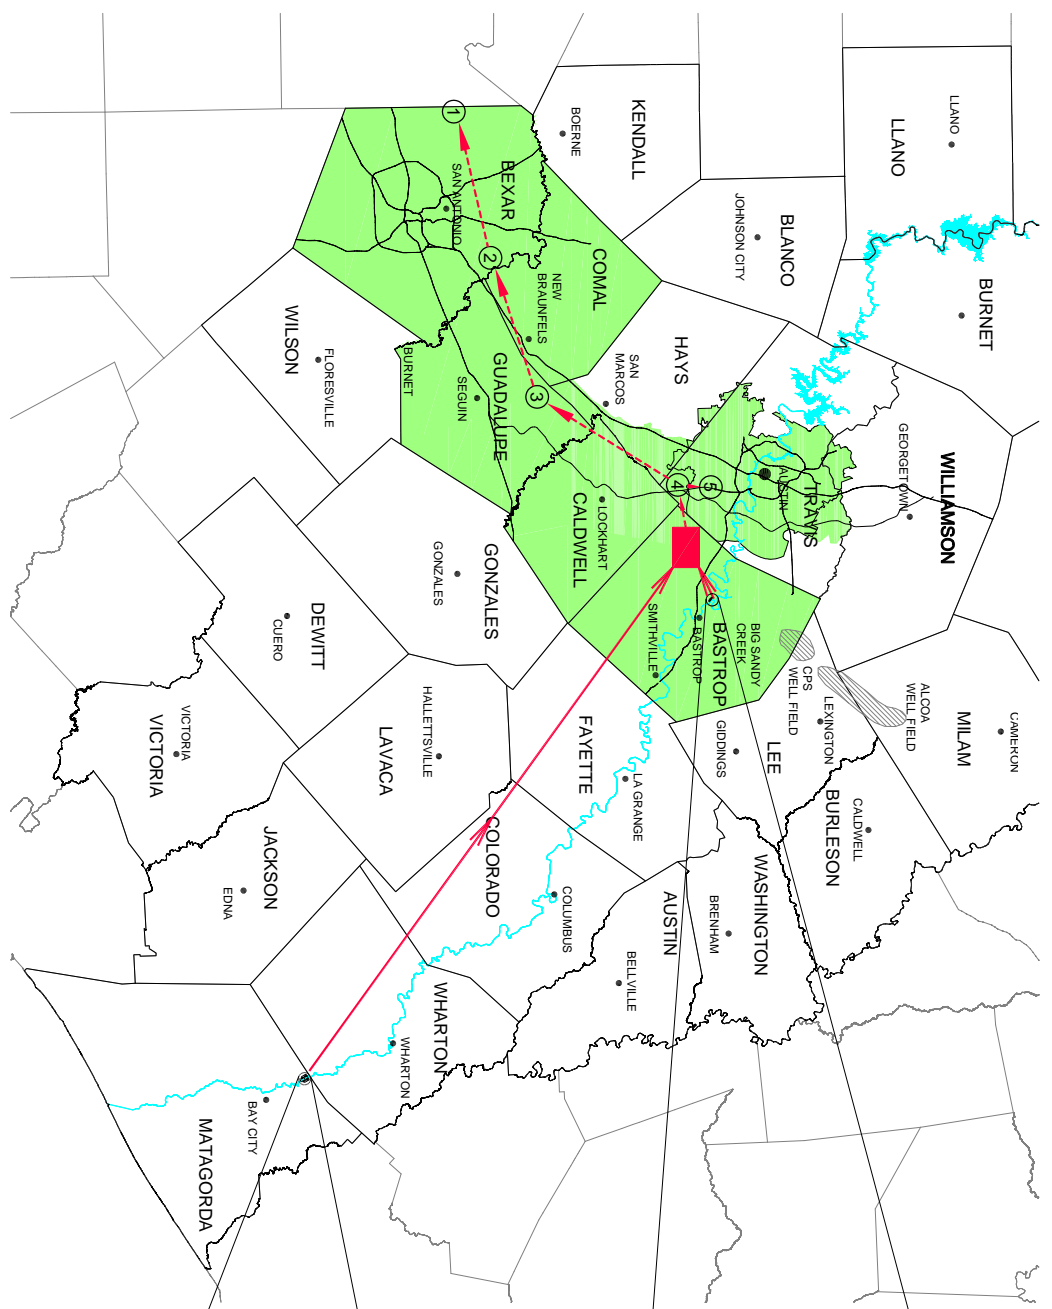 LLANO
LLANO
BURNET
KENDALL
BOERNE
BLANCO
JOHNSON CITY
1
BEXAR
SAN ANTONIO
2
COMAL
NEW
BRAUNFELS
HAYS
SAN
MARCOS
WILSON
FLORESVILLE
BURNET
GUADALUPE
SEGUIN
3
WILLIAMSON
GEORGETOWN
TRAVIS
AUSTIN
4
5
CALDWELL
LOCKHART
GONZALES
GONZALES
DEWITT
CUERO
BASTROP
BASTROP
SMITHVILLE
BIG SANDY
CREEK
CPS
WELL FIELD
ALCOA
WELL FIELD
LEXINGTON
LEE
GIDDINGS
MILAM
CAMERON
BURLESON
CALDWELL
FAYETTE
LA GRANGE
LAVACA
HALLETTSVILLE
VICTORIA
VICTORIA
JACKSON
EDNA
COLORADO
COLUMBUS
AUSTIN
BELLVILLE
WASHINGTON
BRENHAM
WHARTON
WHARTON
BAY CITY
MATAGORDA